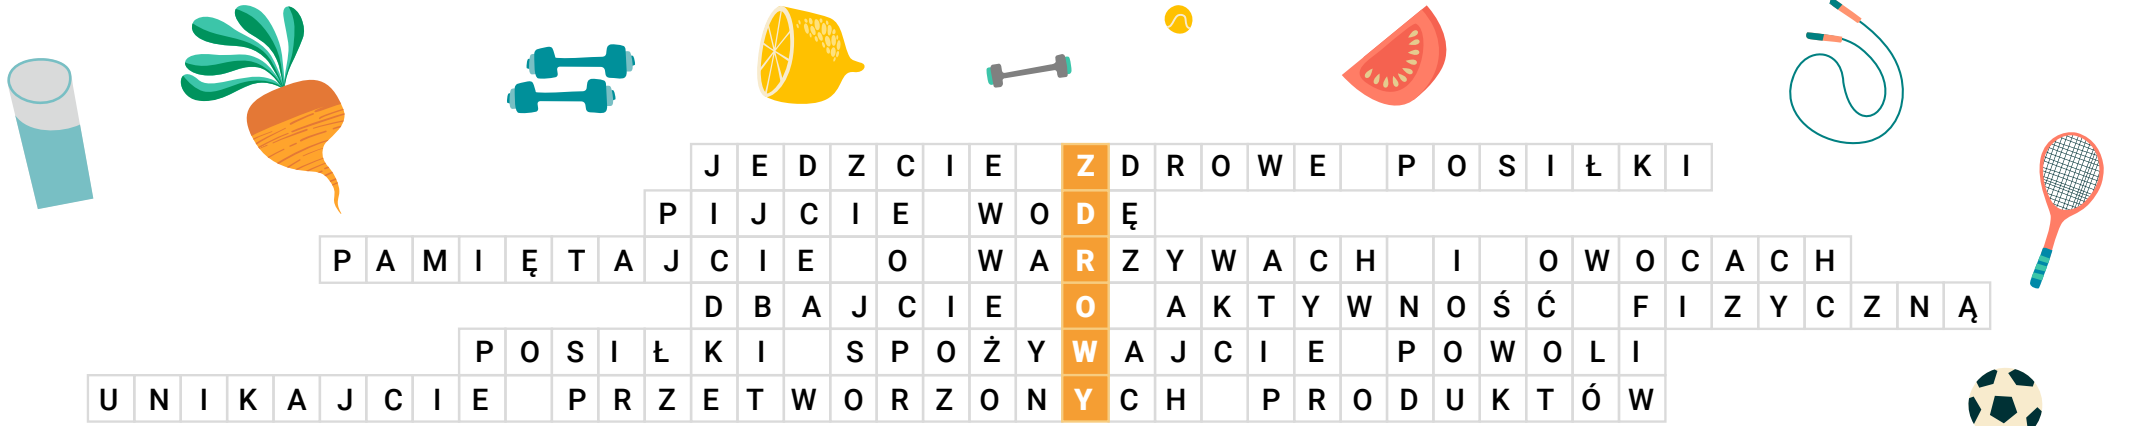 JEDZCIE ZDROWE POSIŁKI
PIJCIE WODĘ
PAMIĘTAJCIE O WARZYWACH I OWOCACH
DBAJCIE O AKTYWNOŚĆ FIZYCZNĄ
POSIŁKI SPOŻYWAJCIE POWOLI
UNIKAJCIE PRZETWORZONYCH PRODUKTÓW